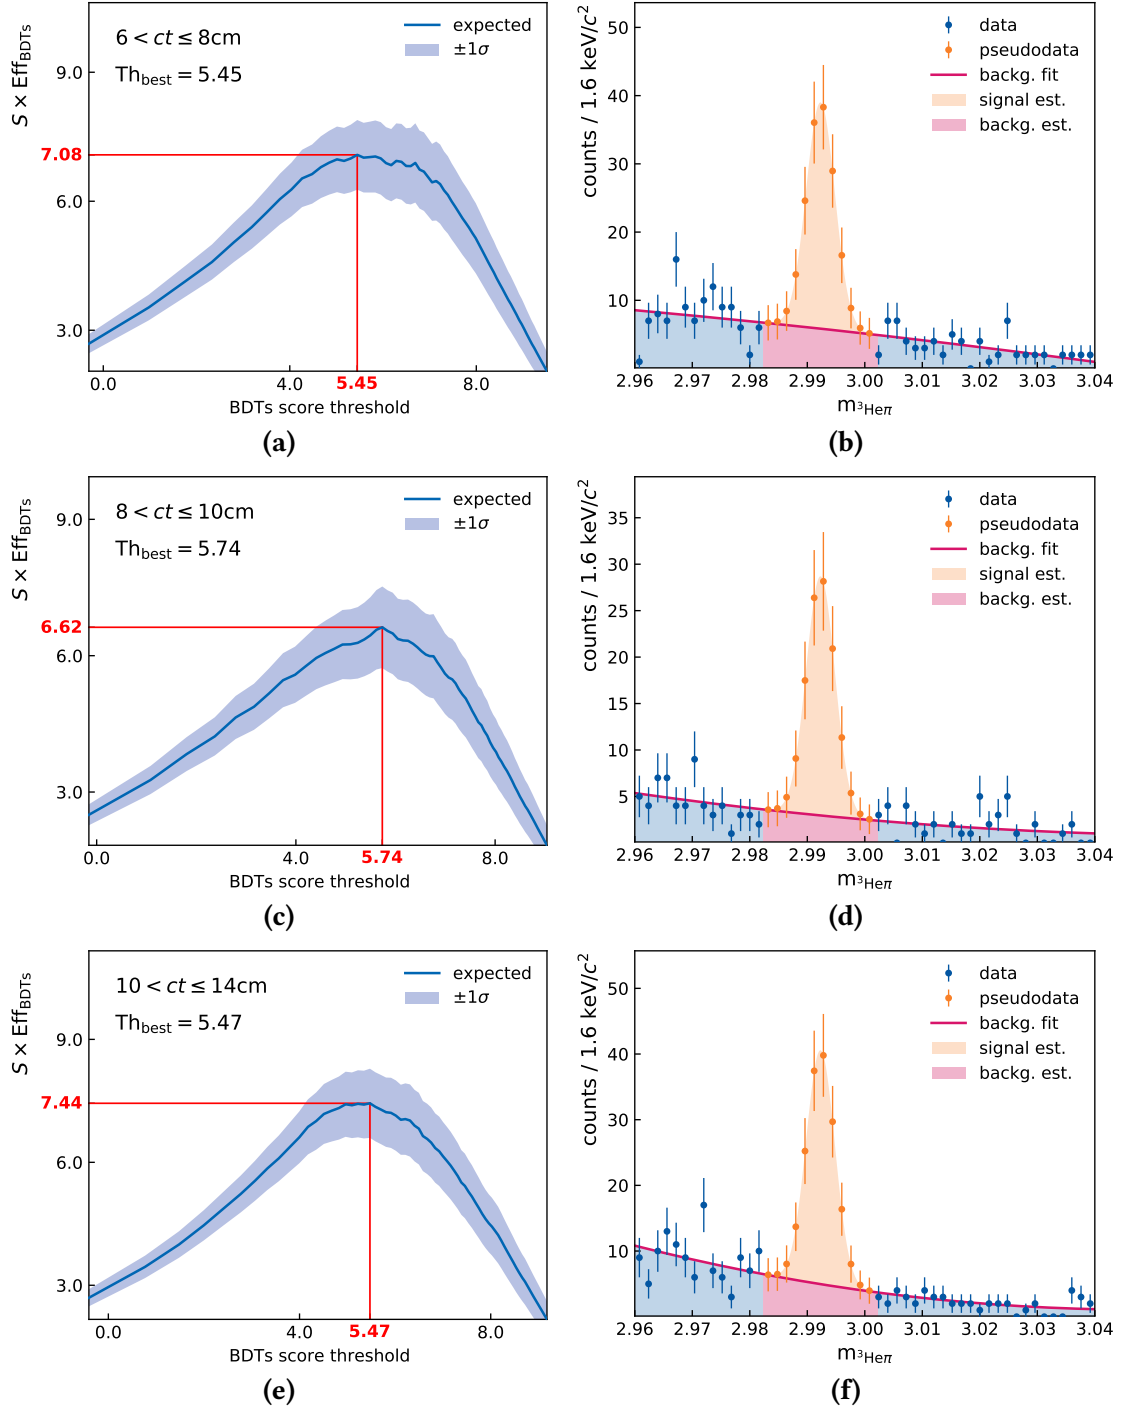 6 < ct ≤ 8cm
Th_best = 5.45
expected
±1σ
S × Eff_BDTs
9.0
7.08
6.0
3.0
0.0 4.0 5.45 8.0
BDTs score threshold
(a)
data
pseudodata
backg. fit
signal est.
backg. est.
counts / 1.6 keV/c²
50
40
30
20
10
2.96 2.97 2.98 2.99 3.00 3.01 3.02 3.03 3.04
m_³Heπ
(b)
8 < ct ≤ 10cm
Th_best = 5.74
expected
±1σ
S × Eff_BDTs
9.0
6.62
6.0
3.0
0.0 4.0 5.74 8.0
BDTs score threshold
(c)
data
pseudodata
backg. fit
signal est.
backg. est.
counts / 1.6 keV/c²
35
30
25
20
15
10
5
2.96 2.97 2.98 2.99 3.00 3.01 3.02 3.03 3.04
m_³Heπ
(d)
10 < ct ≤ 14cm
Th_best = 5.47
expected
±1σ
S × Eff_BDTs
9.0
7.44
6.0
3.0
0.0 4.0 5.47 8.0
BDTs score threshold
(e)
data
pseudodata
backg. fit
signal est.
backg. est.
counts / 1.6 keV/c²
50
40
30
20
10
2.96 2.97 2.98 2.99 3.00 3.01 3.02 3.03 3.04
m_³Heπ
(f)